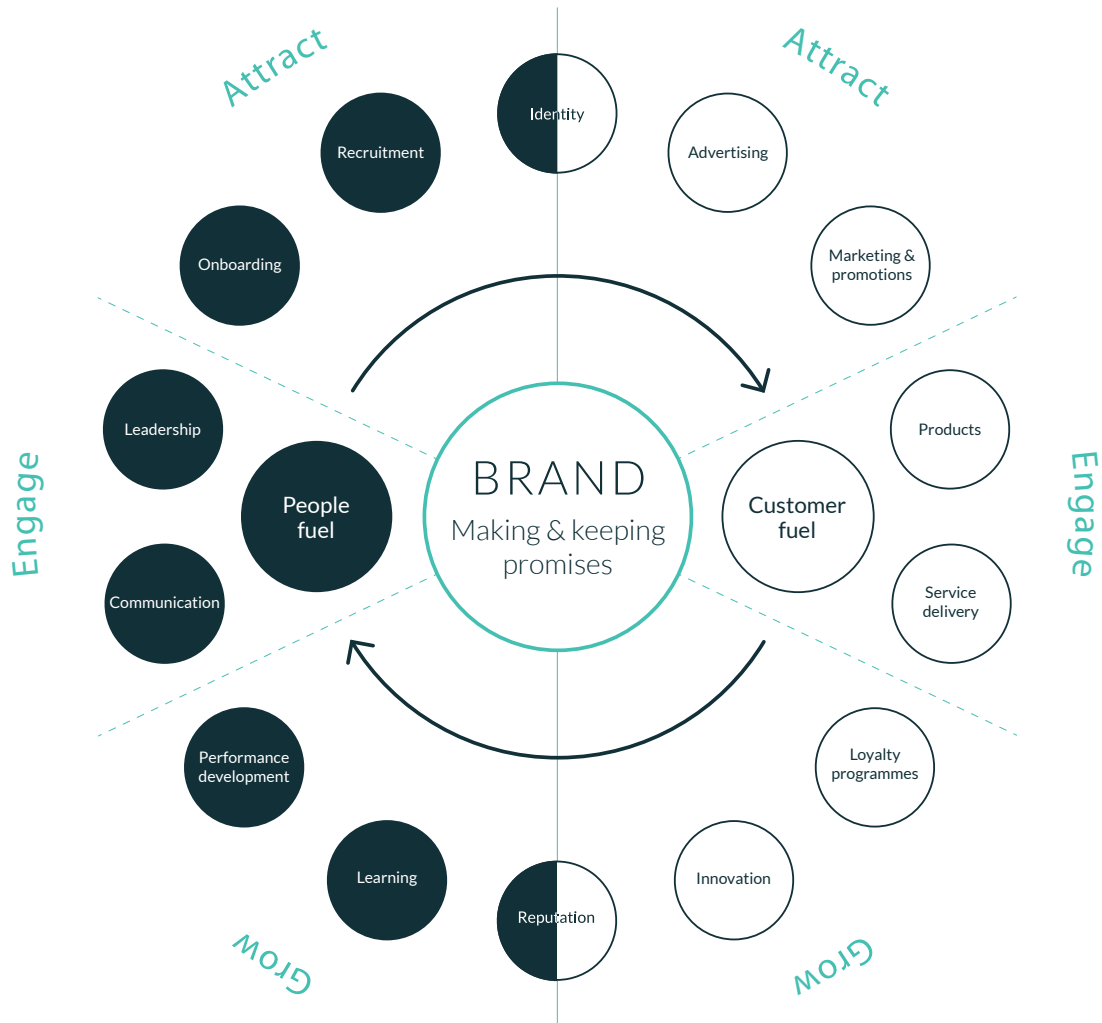 Attract
Attract
Identity
Recruitment
Advertising
Onboarding
Marketing &
promotions
Leadership
Products
Engage
Engage
People
fuel
BRAND
Making & keeping
promises
Customer
fuel
Communication
Service
delivery
Performance
development
Loyalty
programmes
Learning
Innovation
Reputation
Grow
Grow